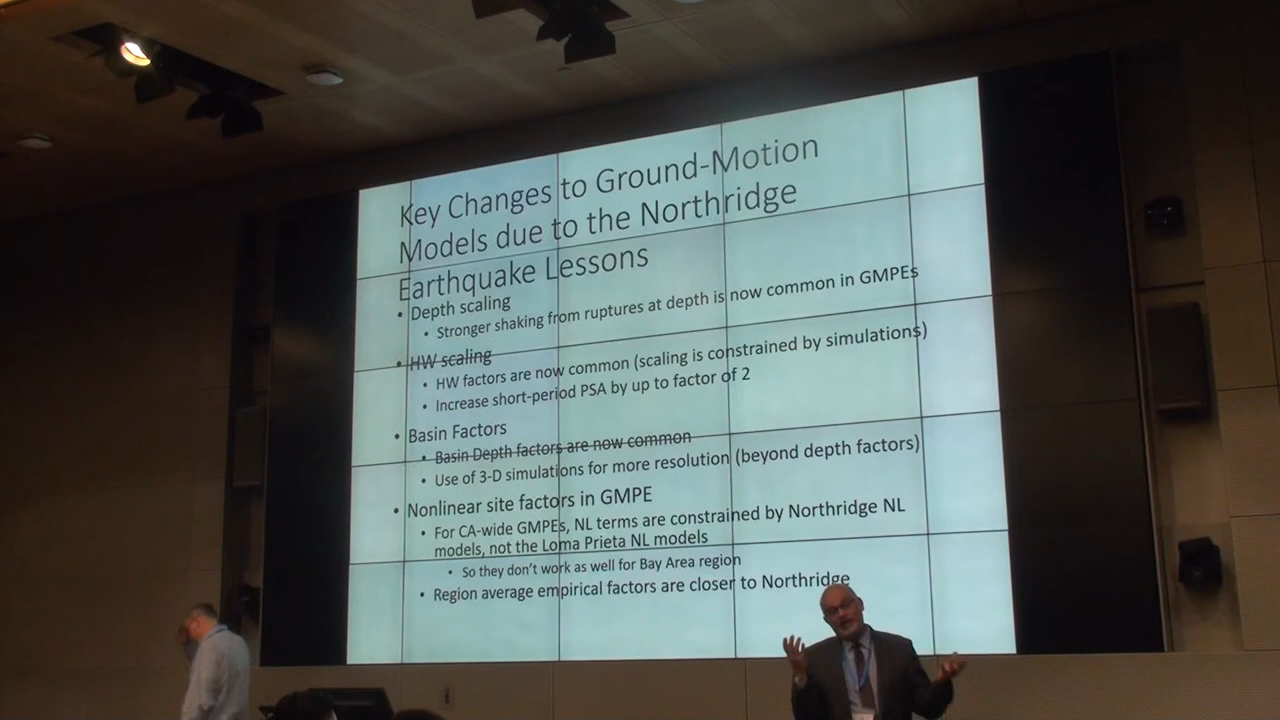 Key Changes to Ground-Motion
Models due to the Northridge
Earthquake Lessons
• Depth scaling
• Stronger shaking from ruptures at depth is now common in GMPEs
• HW scaling
• HW factors are now common (scaling is constrained by simulations)
• Increase short-period PSA by up to factor of 2
• Basin Factors
• Basin Depth factors are now common
• Use of 3-D simulations for more resolution (beyond depth factors)
• Nonlinear site factors in GMPE
• For CA-wide GMPEs, NL terms are constrained by Northridge NL
models, not the Loma Prieta NL models
• So they don't work as well for Bay Area region
• Region average empirical factors are closer to Northridge